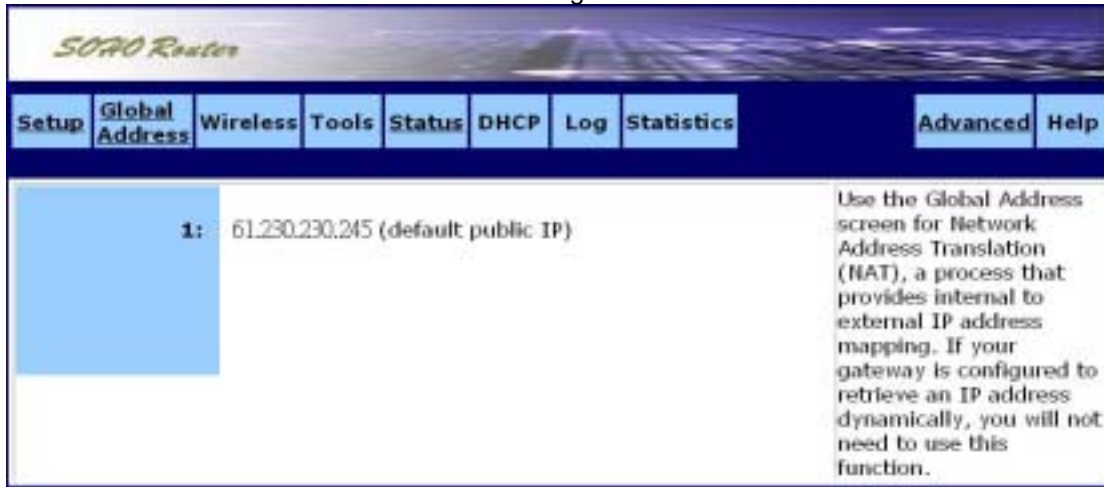 SOHO Router
Setup Global Address Wireless Tools Status DHCP Log Statistics Advanced Help
1: 61.230.230.245 (default public IP)
Use the Global Address
screen for Network
Address Translation
(NAT), a process that
provides internal to
external IP address
mapping. If your
gateway is configured to
retrieve an IP address
dynamically, you will not
need to use this
function.